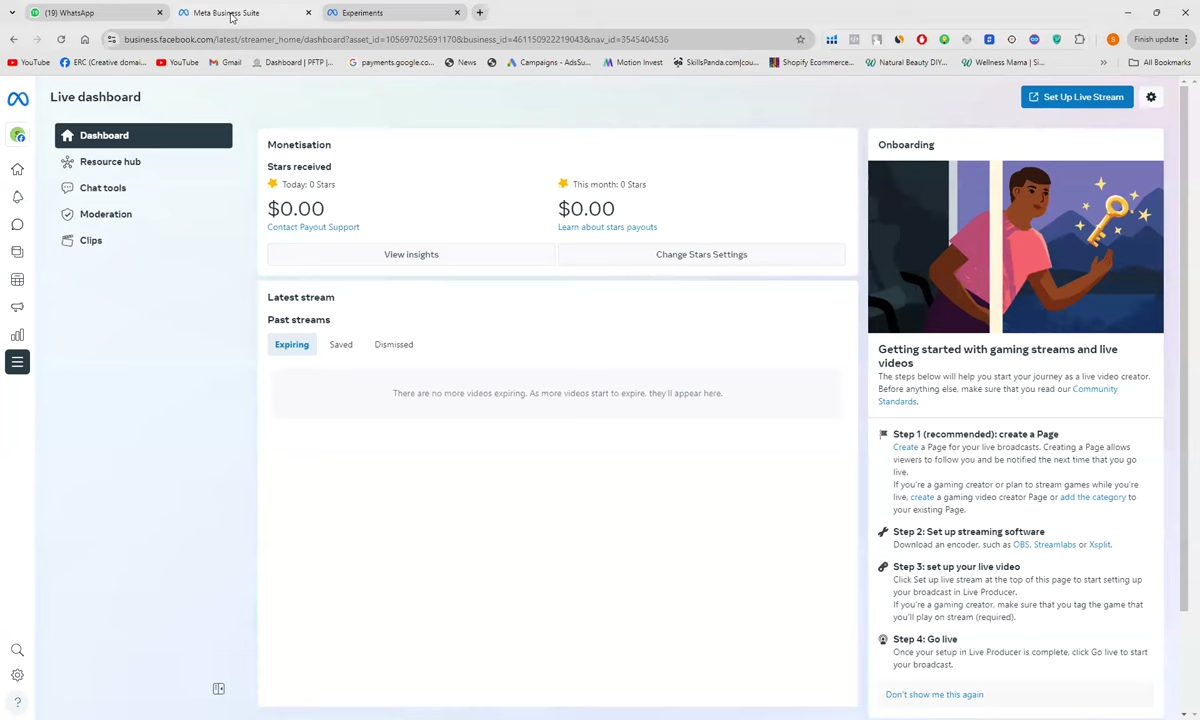 (19) WhatsApp
Meta Business Suite
Experiments
business.facebook.com/latest/streamer_home/dashboard?asset_id=105697025691170&business_id=461150922219043&nav_id=3545404536
Finish update
YouTube
ERC (Creative domai...
YouTube
Gmail
Dashboard | PFTP |...
payments.google.co...
News
Campaigns - AdsSu...
Motion Invest
SkillsPanda.com|cou...
Shopify Ecommerce...
Natural Beauty DIY...
Wellness Mama | Si...
All Bookmarks
Live dashboard
Set Up Live Stream
Dashboard
Resource hub
Chat tools
Moderation
Clips
Monetisation
Stars received
Today: 0 Stars
This month: 0 Stars
$0.00
$0.00
Contact Payout Support
Learn about stars payouts
View insights
Change Stars Settings
Latest stream
Past streams
Expiring
Saved
Dismissed
There are no more videos expiring. As more videos start to expire, they'll appear here.
Onboarding
Getting started with gaming streams and live
videos
The steps below will help you start your journey as a live video creator.
Before anything else, make sure that you read our Community
Standards.
Step 1 (recommended): create a Page
Create a Page for your live broadcasts. Creating a Page allows
viewers to follow you and be notified the next time that you go
live.
If you're a gaming creator or plan to stream games while you're
live, create a gaming video creator Page or add the category to
your existing Page.
Step 2: Set up streaming software
Download an encoder, such as OBS, Streamlabs or Xsplit.
Step 3: set up your live video
Click Set up live stream at the top of this page to start setting up
your broadcast in Live Producer.
If you're a gaming creator, make sure that you tag the game that
you'll play on stream (required).
Step 4: Go live
Once your setup in Live Producer is complete, click Go live to start
your broadcast.
Don't show me this again